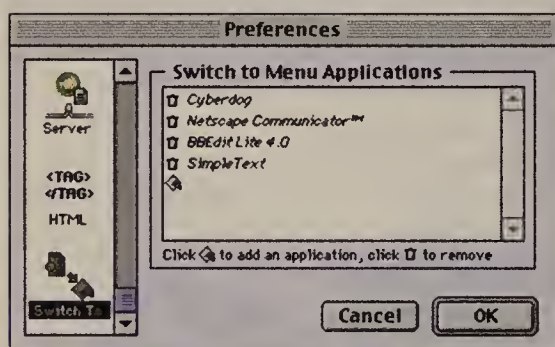 Preferences
Server
<TAG>
</TAG>
HTML
Switch To
Switch to Menu Applications
Cyberdog
Netscape Communicator™
BBEdit Lite 4.0
SimpleText
Click to add an application, click to remove
Cancel
OK